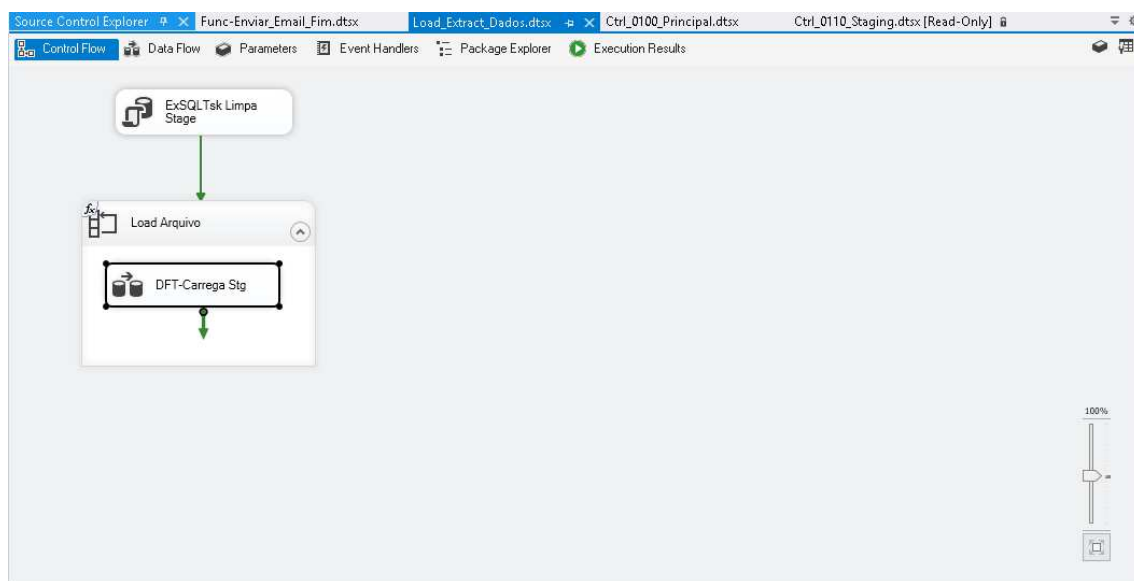 Source Control Explorer Func-Enviar_Email_Fim.dtsx Load_Extract_Dados.dtsx Ctrl_0100_Principal.dtsx Ctrl_0110_Staging.dtsx [Read-Only]
Control Flow Data Flow Parameters Event Handlers Package Explorer Execution Results
ExSQLTsk Limpa
Stage
fx
Load Arquivo
DFT-Carrega Stg
100%